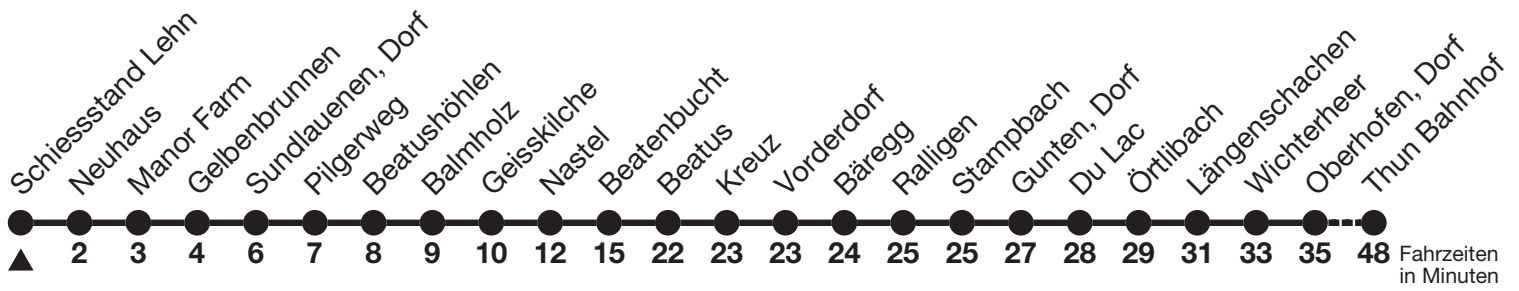 Schiessstand Lehn
Neuhaus
Manor Farm
Gelbenbrunnen
Sundlauenen, Dorf
Pilgerweg
Beatushöhlen
Balmholz
Geisskilche
Nastel
Beatenbucht
Beatus
Kreuz
Vorderdorf
Bäregg
Ralligen
Stampbach
Gunten, Dorf
Du Lac
Örtlibach
Längenschachen
Wichterheer
Oberhofen, Dorf
Thun Bahnhof
2 3 4 6 7 8 9 10 12 15 22 23 23 24 25 25 27 28 29 31 33 35 48 Fahrzeiten
in Minuten